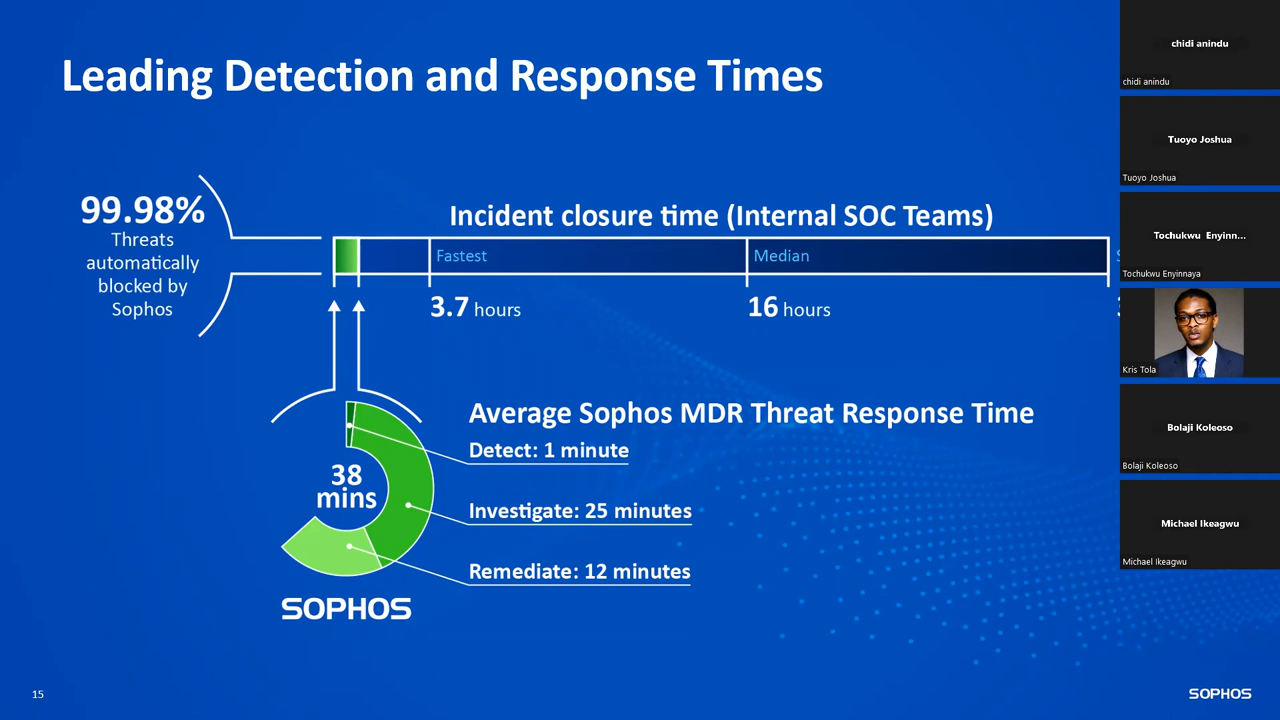 Leading Detection and Response Times
99.98%
Threats
automatically
blocked by
Sophos
Incident closure time (Internal SOC Teams)
Fastest
Median
3.7 hours
16 hours
Average Sophos MDR Threat Response Time
Detect: 1 minute
38
mins
Investigate: 25 minutes
Remediate: 12 minutes
SOPHOS
15
SOPHOS
chidi anindu
chidi anindu
Tuoyo Joshua
Tuoyo Joshua
Tochukwu Enyinn...
Tochukwu Enyinnaya
Kris Tola
Bolaji Koleoso
Bolaji Koleoso
Michael Ikeagwu
Michael Ikeagwu